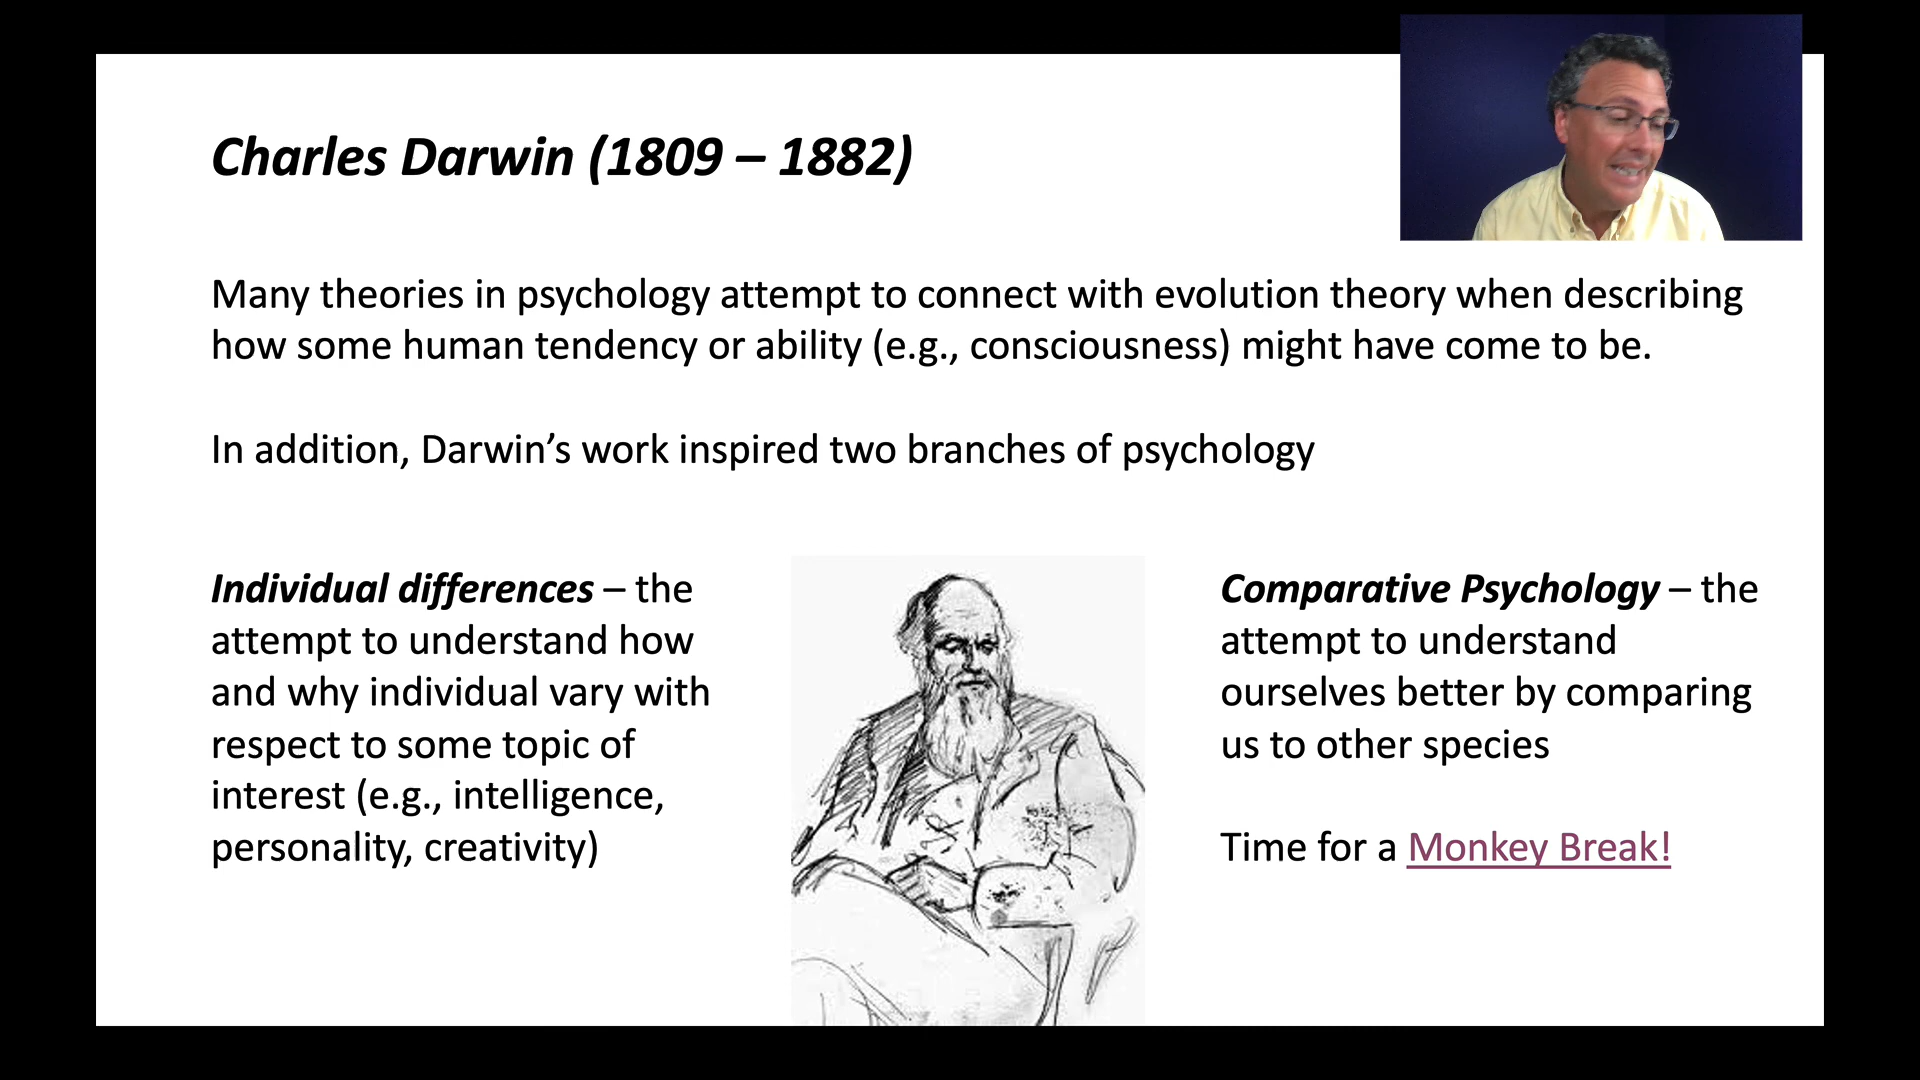 Charles Darwin (1809 – 1882)
Many theories in psychology attempt to connect with evolution theory when describing
how some human tendency or ability (e.g., consciousness) might have come to be.
In addition, Darwin’s work inspired two branches of psychology
Individual differences – the
attempt to understand how
and why individual vary with
respect to some topic of
interest (e.g., intelligence,
personality, creativity)
Comparative Psychology – the
attempt to understand
ourselves better by comparing
us to other species
Time for a Monkey Break!